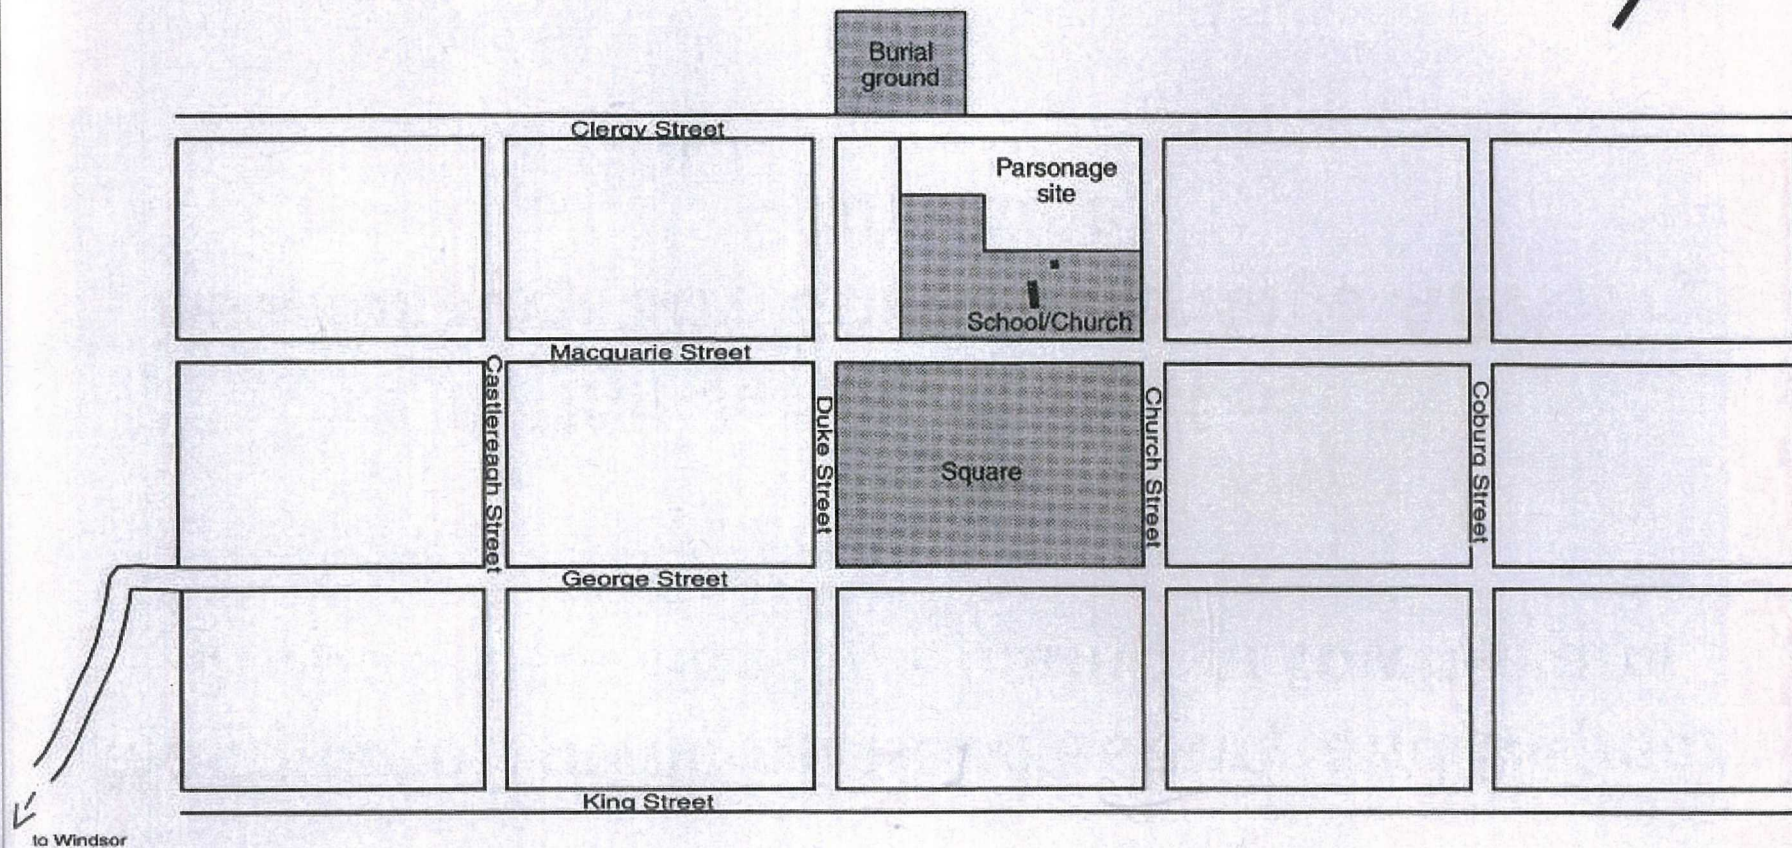 Burial
ground
Clergy Street
Parsonage
site
School/Church
Macquarie Street
Castlereagh Street
Duke Street
Square
Church Street
Coburg Street
George Street
King Street
to Windsor